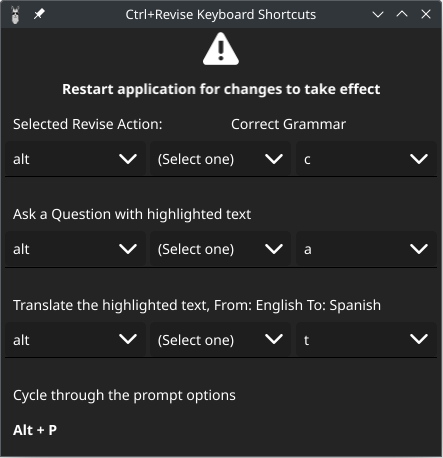 Ctrl+Revise Keyboard Shortcuts
Restart application for changes to take effect
Selected Revise Action: Correct Grammar
alt (Select one) c
Ask a Question with highlighted text
alt (Select one) a
Translate the highlighted text, From: English To: Spanish
alt (Select one) t
Cycle through the prompt options
Alt + P